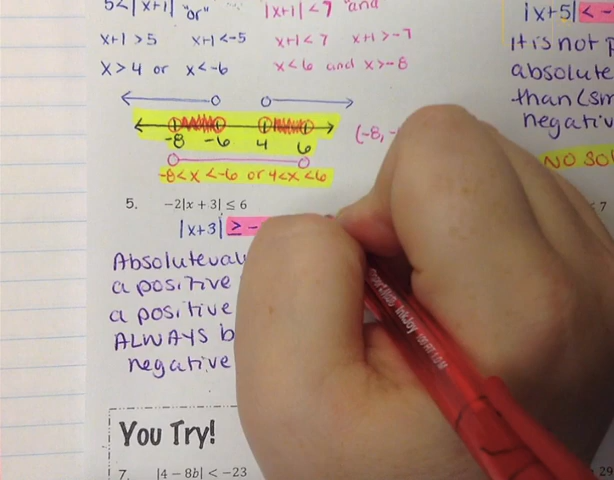 5<|x+1| "or" |x+1|<7 "and"
x+1>5 x+1<-5 x+1<7 x+1>-7
x>4 or x<-6 x<6 and x>-8
-8 -6 4 6
(-8,-
-8<x<-6 or 4<x<6
|x+5| < -
it is not p
absolute
than (sm
negativ
NO SO
5. -2|x + 3| ≤ 6
|x+3| ≥ -
Absolute val
a positive
a positive
ALWAYS b
negative
InkJoy
You Try!
7. |4 − 8b| < −23